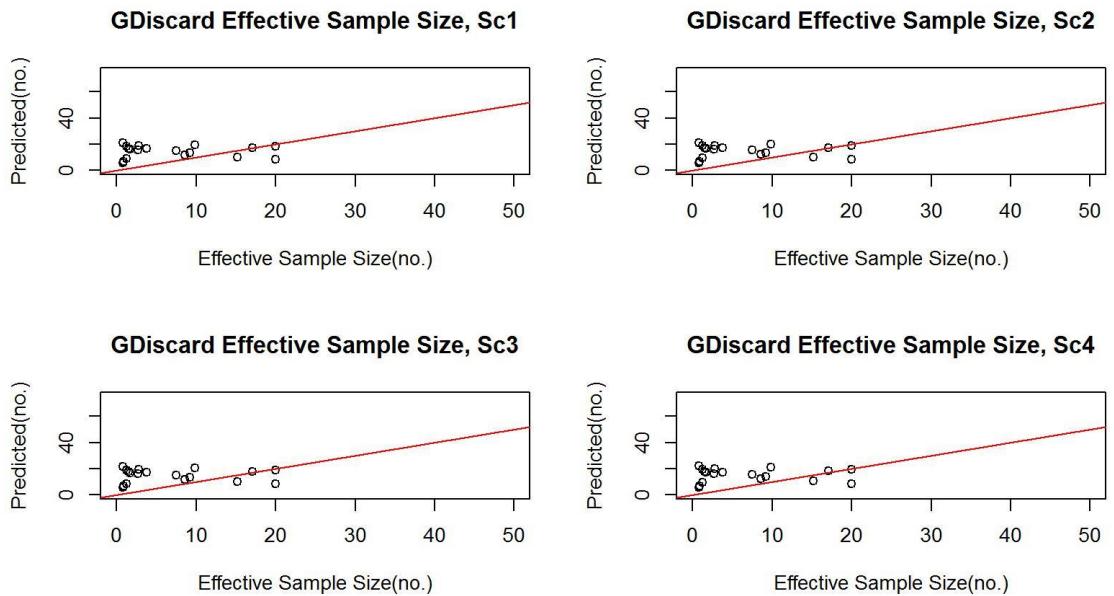 GDiscard Effective Sample Size, Sc1
Predicted(no.)
40
0
0 10 20 30 40 50
Effective Sample Size(no.)
GDiscard Effective Sample Size, Sc2
Predicted(no.)
40
0
0 10 20 30 40 50
Effective Sample Size(no.)
GDiscard Effective Sample Size, Sc3
Predicted(no.)
40
0
0 10 20 30 40 50
Effective Sample Size(no.)
GDiscard Effective Sample Size, Sc4
Predicted(no.)
40
0
0 10 20 30 40 50
Effective Sample Size(no.)